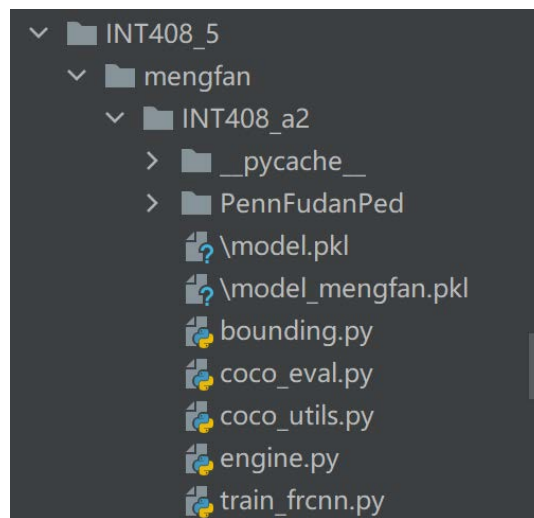 INT408_5
mengfan
INT408_a2
__pycache__
PennFudanPed
\model.pkl
\model_mengfan.pkl
bounding.py
coco_eval.py
coco_utils.py
engine.py
train_frcnn.py